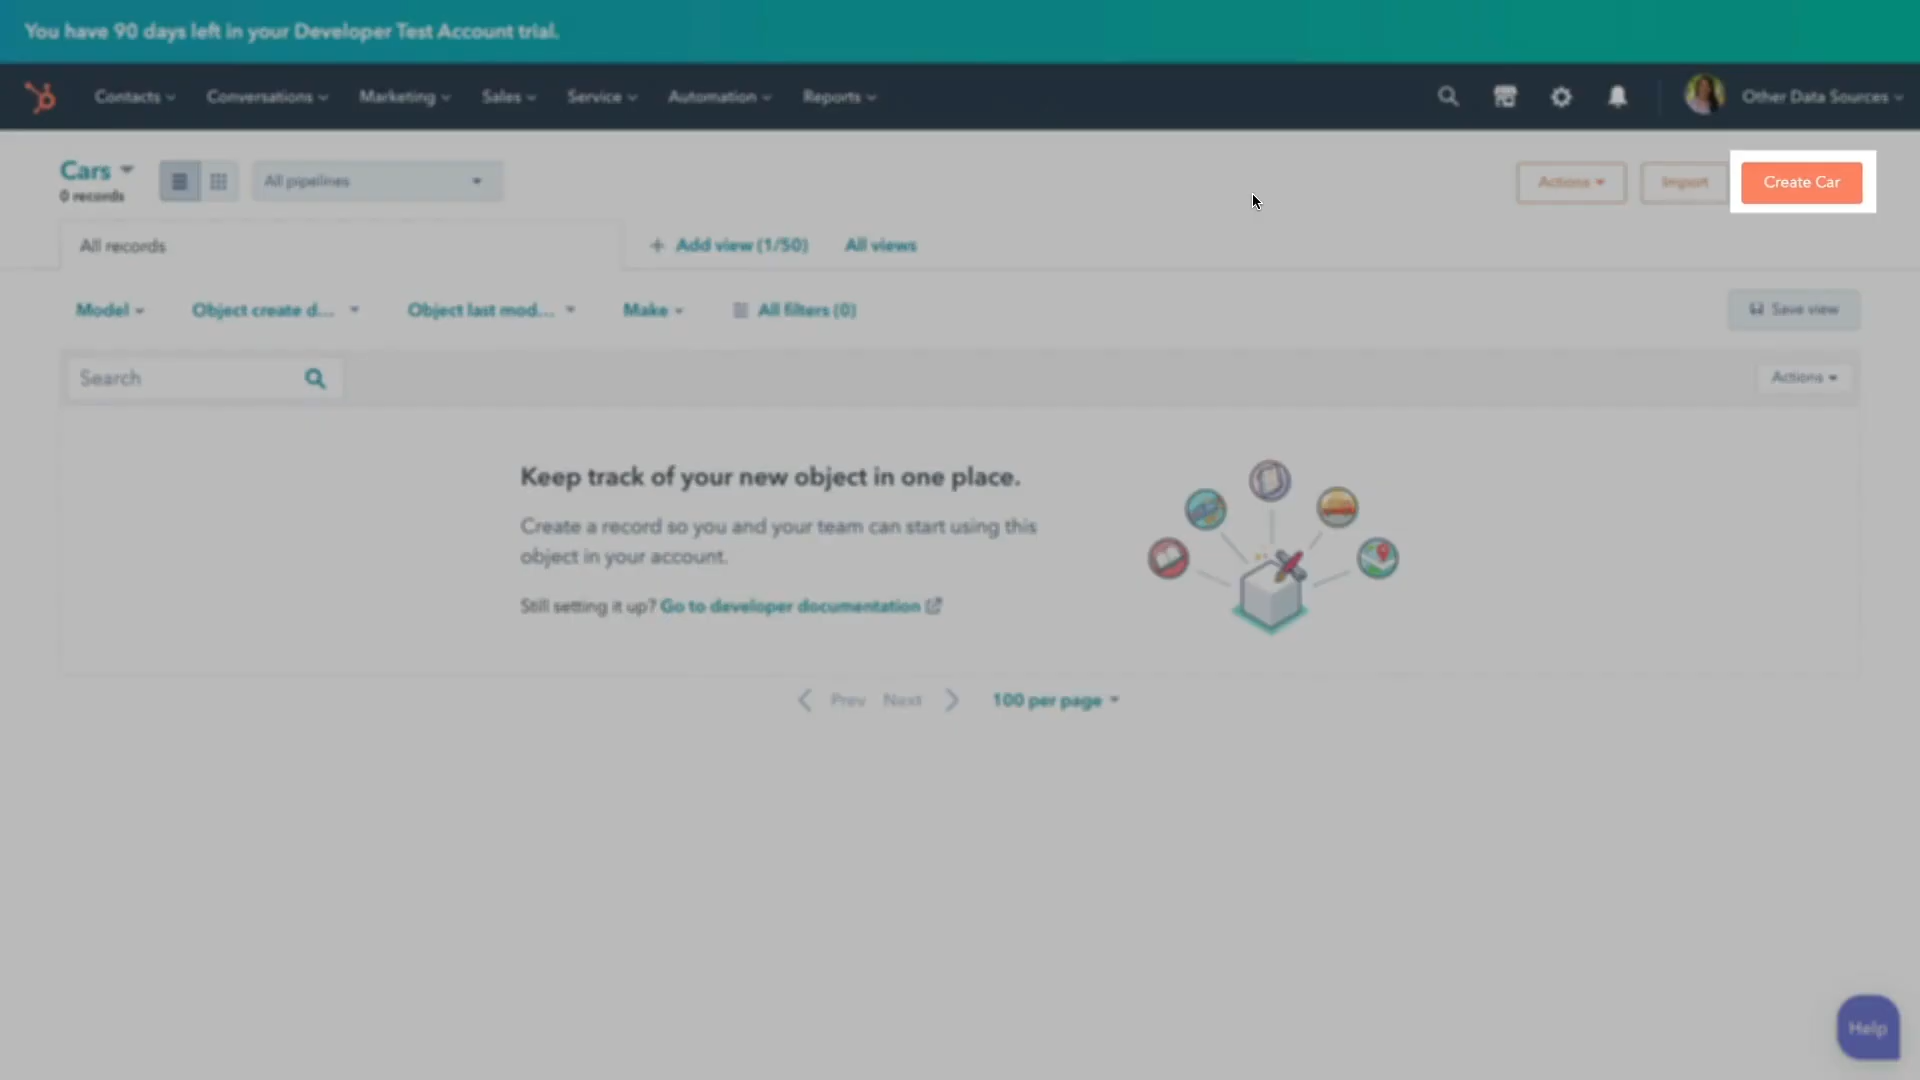 You have 90 days left in your Developer Test Account trial.
Contacts Conversations Marketing Sales Service Automation Reports Other Data Sources
Cars
0 records
All pipelines
Actions Import Create Car
All records + Add view (1/50) All views
Model Object create d... Object last mod... Make All filters (0) Save view
Search Actions
Keep track of your new object in one place.
Create a record so you and your team can start using this
object in your account.
Still setting it up? Go to developer documentation
Prev Next 100 per page
Help